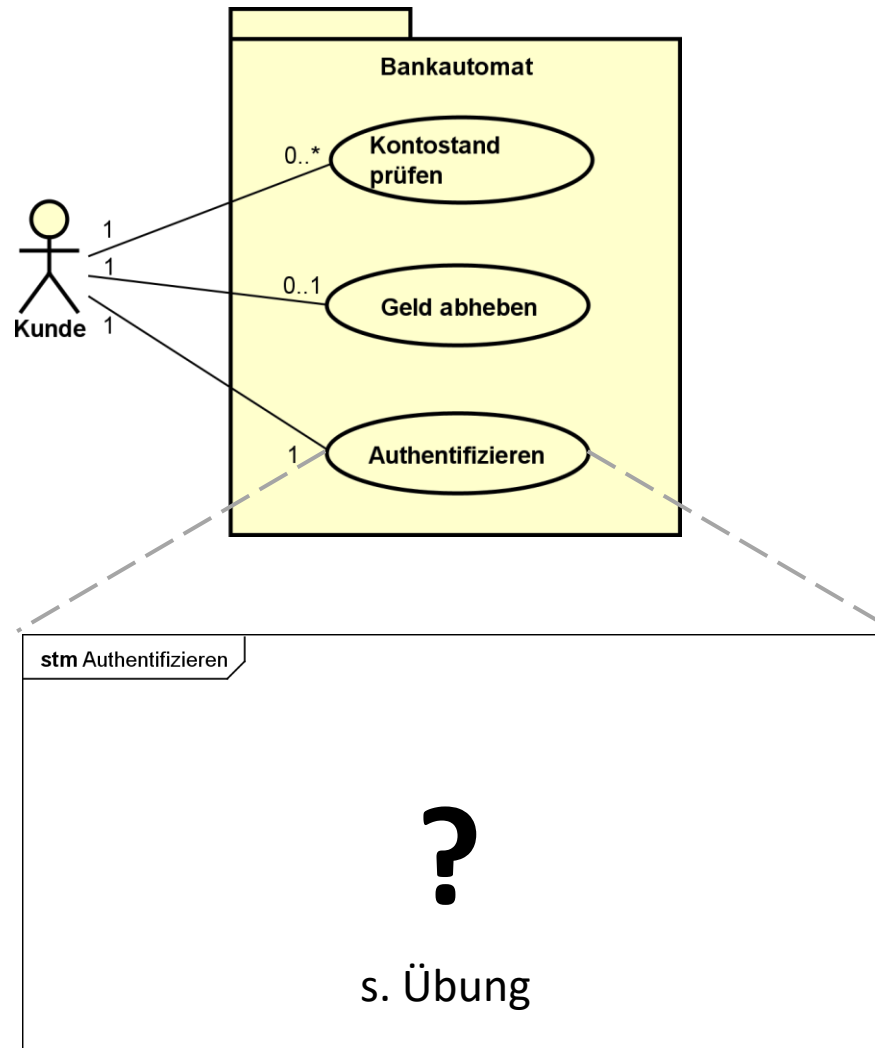 Bankautomat
Kontostand
prüfen
0..*
1
1
0..1
Geld abheben
Kunde
1
1
Authentifizieren
stm Authentifizieren
?
s. Übung